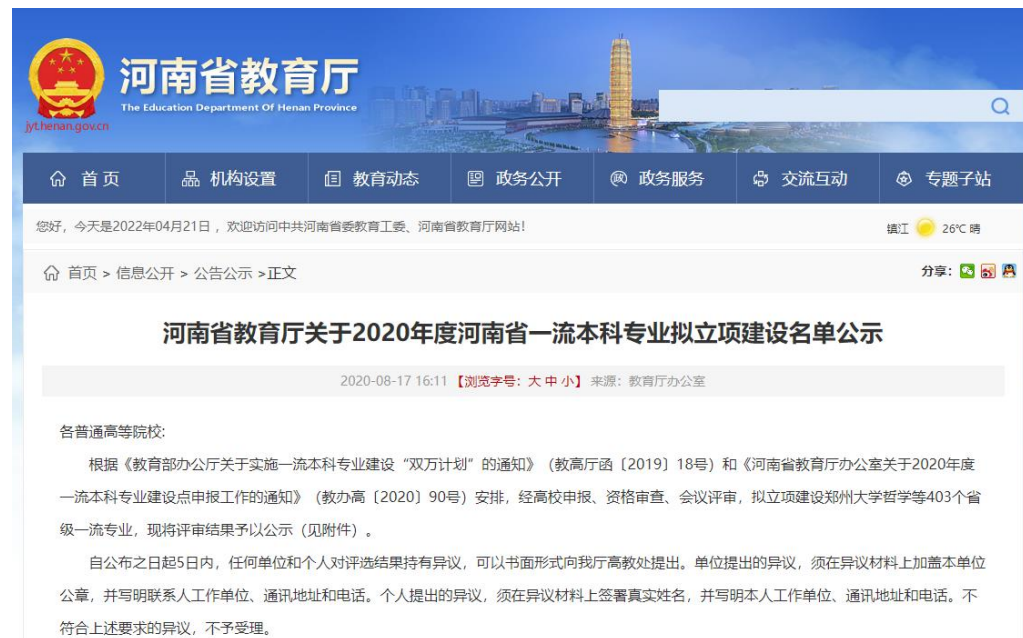 河南省教育厅
The Education Department Of Henan Province
jyt.henan.gov.cn
首 页 机构设置 教育动态 政务公开 政务服务 交流互动 专题子站
您好，今天是2022年04月21日，欢迎访问中共河南省委教育工委、河南省教育厅网站！ 镇江 26℃ 晴
首页 > 信息公开 > 公告公示 >正文 分享：
河南省教育厅关于2020年度河南省一流本科专业拟立项建设名单公示
2020-08-17 16:11 【浏览字号：大 中 小】 来源：教育厅办公室
各普通高等院校:
根据《教育部办公厅关于实施一流本科专业建设“双万计划”的通知》（教高厅函〔2019〕18号）和《河南省教育厅办公室关于2020年度
一流本科专业建设点申报工作的通知》（教办高〔2020〕90号）安排，经高校申报、资格审查、会议评审，拟立项建设郑州大学哲学等403个省
级一流专业，现将评审结果予以公示（见附件）。
自公布之日起5日内，任何单位和个人对评选结果持有异议，可以书面形式向我厅高教处提出。单位提出的异议，须在异议材料上加盖本单位
公章，并写明联系人工作单位、通讯地址和电话。个人提出的异议，须在异议材料上签署真实姓名，并写明本人工作单位、通讯地址和电话。不
符合上述要求的异议，不予受理。